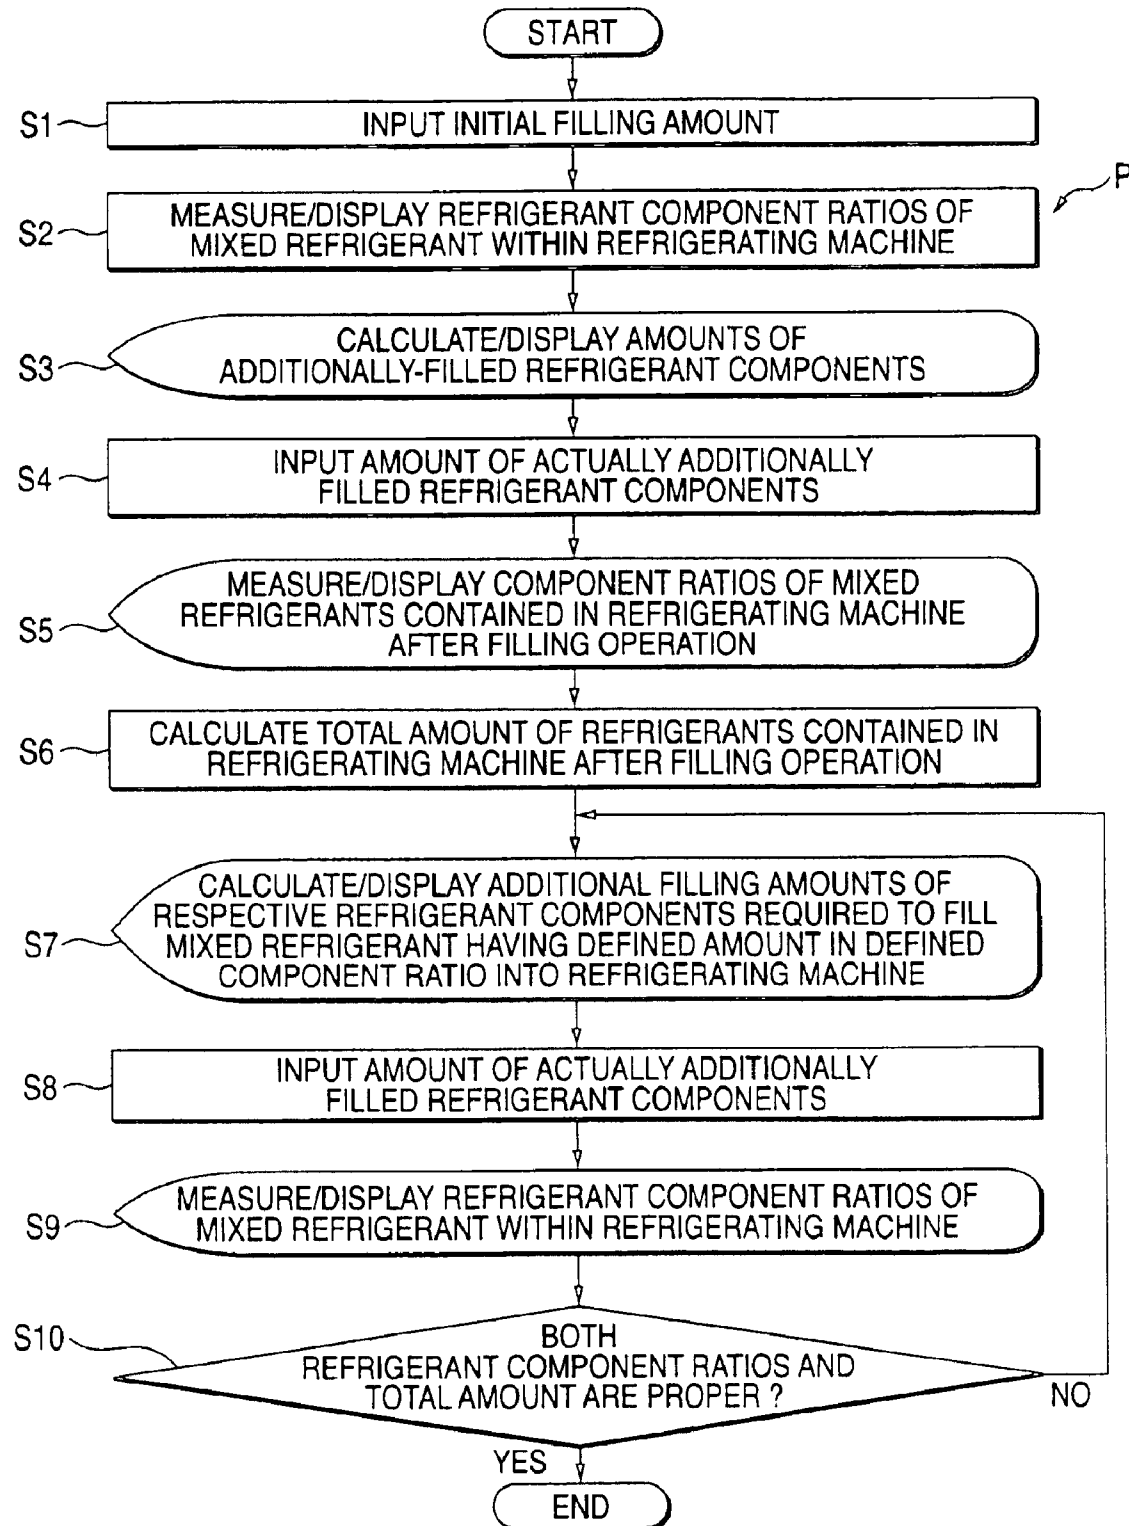 START
S1
INPUT INITIAL FILLING AMOUNT
P
S2
MEASURE/DISPLAY REFRIGERANT COMPONENT RATIOS OF
MIXED REFRIGERANT WITHIN REFRIGERATING MACHINE
S3
CALCULATE/DISPLAY AMOUNTS OF
ADDITIONALLY-FILLED REFRIGERANT COMPONENTS
S4
INPUT AMOUNT OF ACTUALLY ADDITIONALLY
FILLED REFRIGERANT COMPONENTS
S5
MEASURE/DISPLAY COMPONENT RATIOS OF MIXED
REFRIGERANTS CONTAINED IN REFRIGERATING MACHINE
AFTER FILLING OPERATION
S6
CALCULATE TOTAL AMOUNT OF REFRIGERANTS CONTAINED IN
REFRIGERATING MACHINE AFTER FILLING OPERATION
S7
CALCULATE/DISPLAY ADDITIONAL FILLING AMOUNTS OF
RESPECTIVE REFRIGERANT COMPONENTS REQUIRED TO FILL
MIXED REFRIGERANT HAVING DEFINED AMOUNT IN DEFINED
COMPONENT RATIO INTO REFRIGERATING MACHINE
S8
INPUT AMOUNT OF ACTUALLY ADDITIONALLY
FILLED REFRIGERANT COMPONENTS
S9
MEASURE/DISPLAY REFRIGERANT COMPONENT RATIOS OF
MIXED REFRIGERANT WITHIN REFRIGERATING MACHINE
S10
BOTH
REFRIGERANT COMPONENT RATIOS AND
TOTAL AMOUNT ARE PROPER ?
NO
YES
END